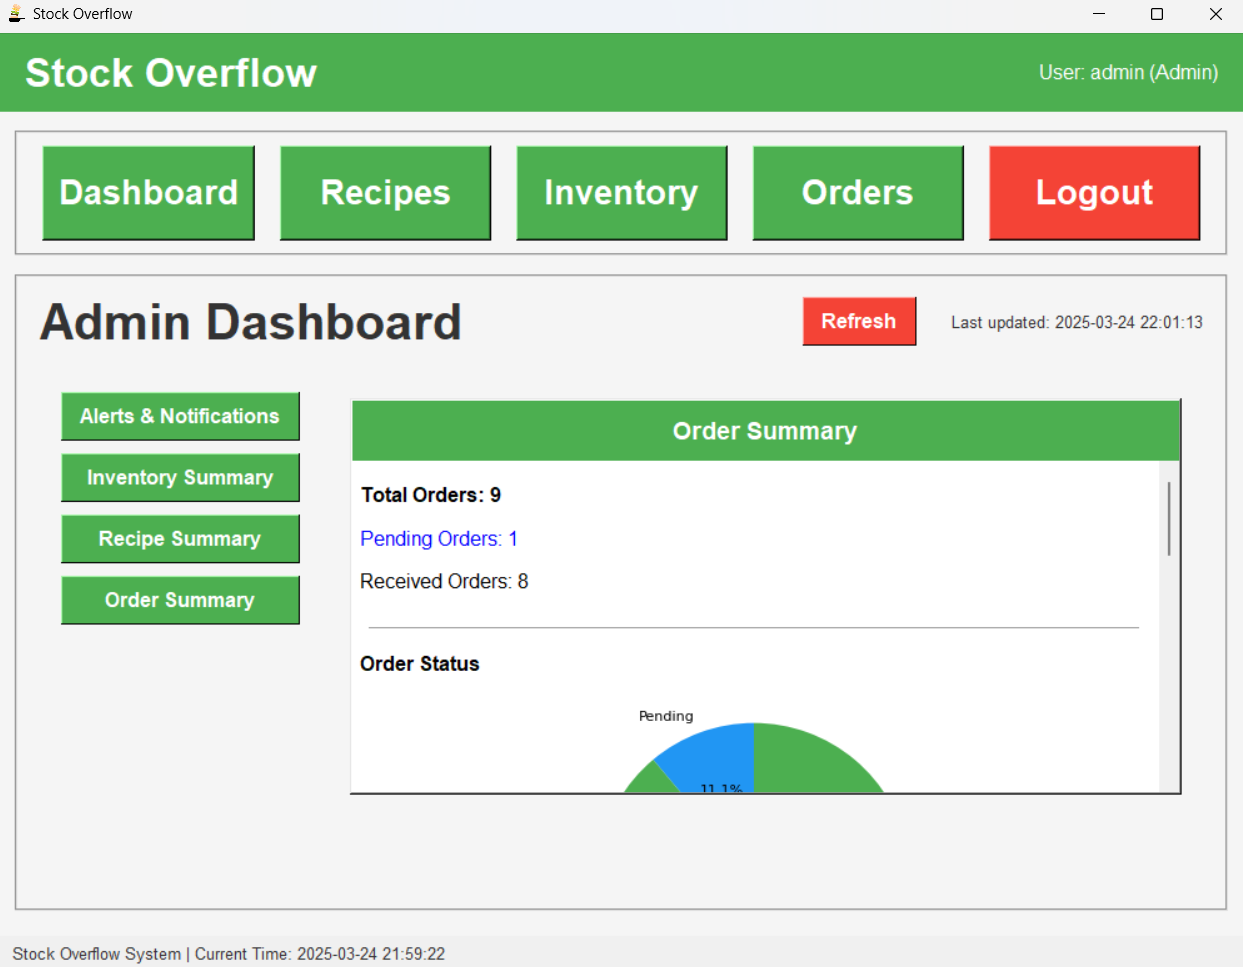 Stock Overflow
Stock Overflow
User: admin (Admin)
Dashboard
Recipes
Inventory
Orders
Logout
Admin Dashboard
Refresh
Last updated: 2025-03-24 22:01:13
Alerts & Notifications
Inventory Summary
Recipe Summary
Order Summary
Order Summary
Total Orders: 9
Pending Orders: 1
Received Orders: 8
Order Status
Pending
11.1%
Stock Overflow System | Current Time: 2025-03-24 21:59:22